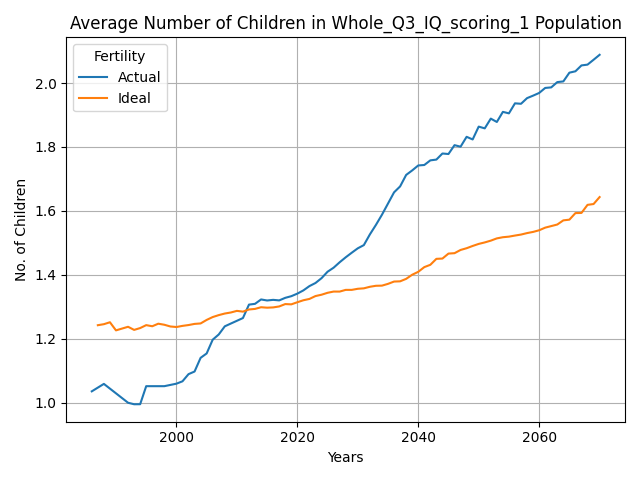 Average Number of Children in Whole_Q3_IQ_scoring_1 Population
Fertility
Actual
Ideal
No. of Children
2.0
1.8
1.6
1.4
1.2
1.0
2000 2020 2040 2060
Years